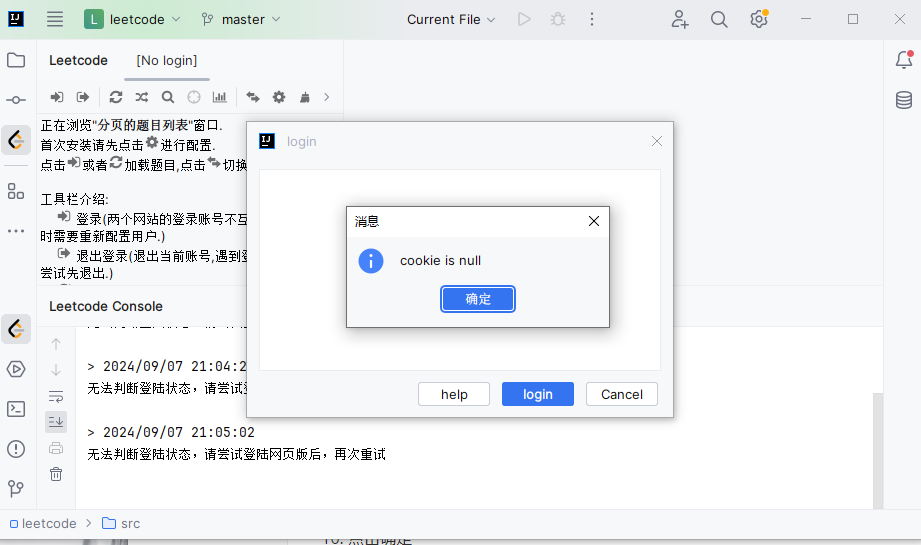 L leetcode master Current File
Leetcode [No login]
正在浏览"分页的题目列表"窗口.
首次安装请先点击进行配置.
点击或者加载题目,点击切换
工具栏介绍:
登录(两个网站的登录账号不互
时需要重新配置用户.)
退出登录(退出当前账号,遇到
尝试先退出.)
login
消息
cookie is null
确定
help login Cancel
Leetcode Console
> 2024/09/07 21:04:2
无法判断登陆状态，请尝试
> 2024/09/07 21:05:02
无法判断登陆状态，请尝试登陆网页版后，再次重试
leetcode > src
10. 点击确定